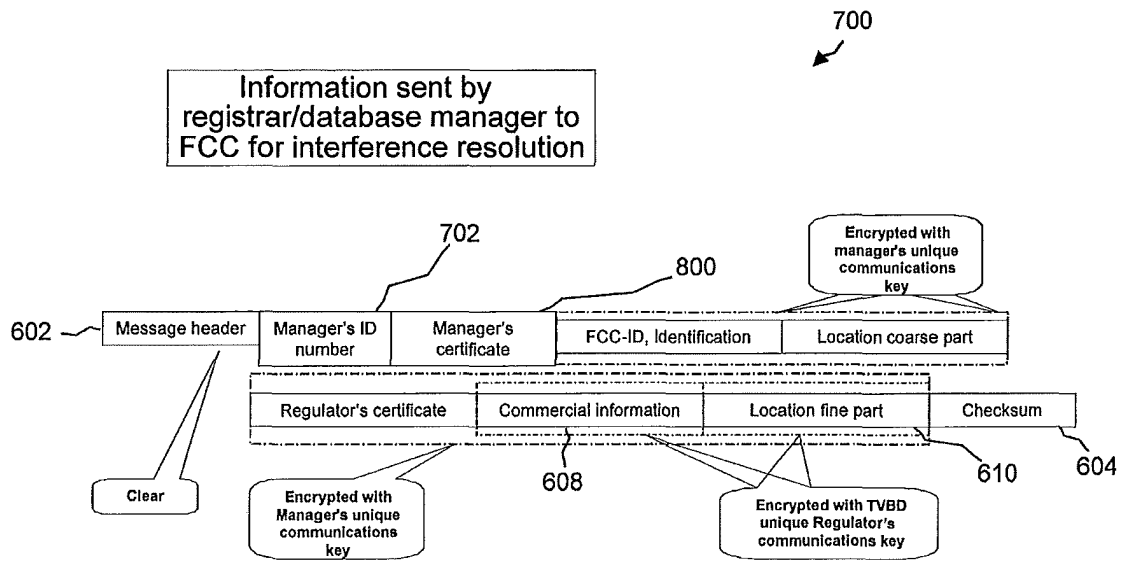 700
Information sent by
registrar/database manager to
FCC for interference resolution
702
800
Encrypted with
manager's unique
communications
key
602
Message header
Manager's ID
number
Manager's
certificate
FCC-ID, Identification
Location coarse part
Regulator's certificate
Commercial information
Location fine part
Checksum
608
610
604
Clear
Encrypted with
Manager's unique
communications
key
Encrypted with TVBD
unique Regulator's
communications key